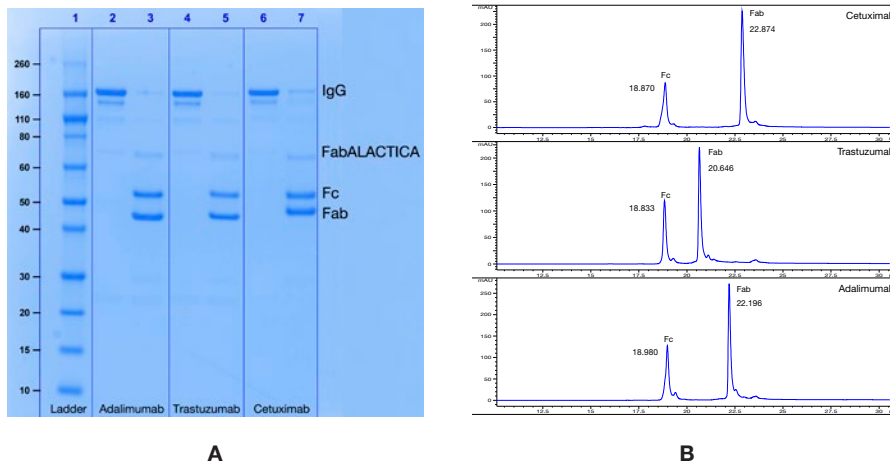 1 2 3 4 5 6 7
260
160
110
80
60
50
40
30
20
15
10
IgG
FabALACTICA
Fc
Fab
Ladder Adalimumab Trastuzumab Cetuximab
A
mAU
Cetuximab
Fab
22.874
Fc
18.870
200
150
100
50
0
12.5 15 17.5 20 22.5 25 27.5
mAU
Trastuzumab
Fab
20.646
Fc
18.833
200
150
100
50
0
12.5 15 17.5 20 22.5 25 27.5
mAU
Adalimumab
Fab
22.196
Fc
18.980
250
200
150
100
50
0
12.5 15 17.5 20 22.5 25 27.5
B